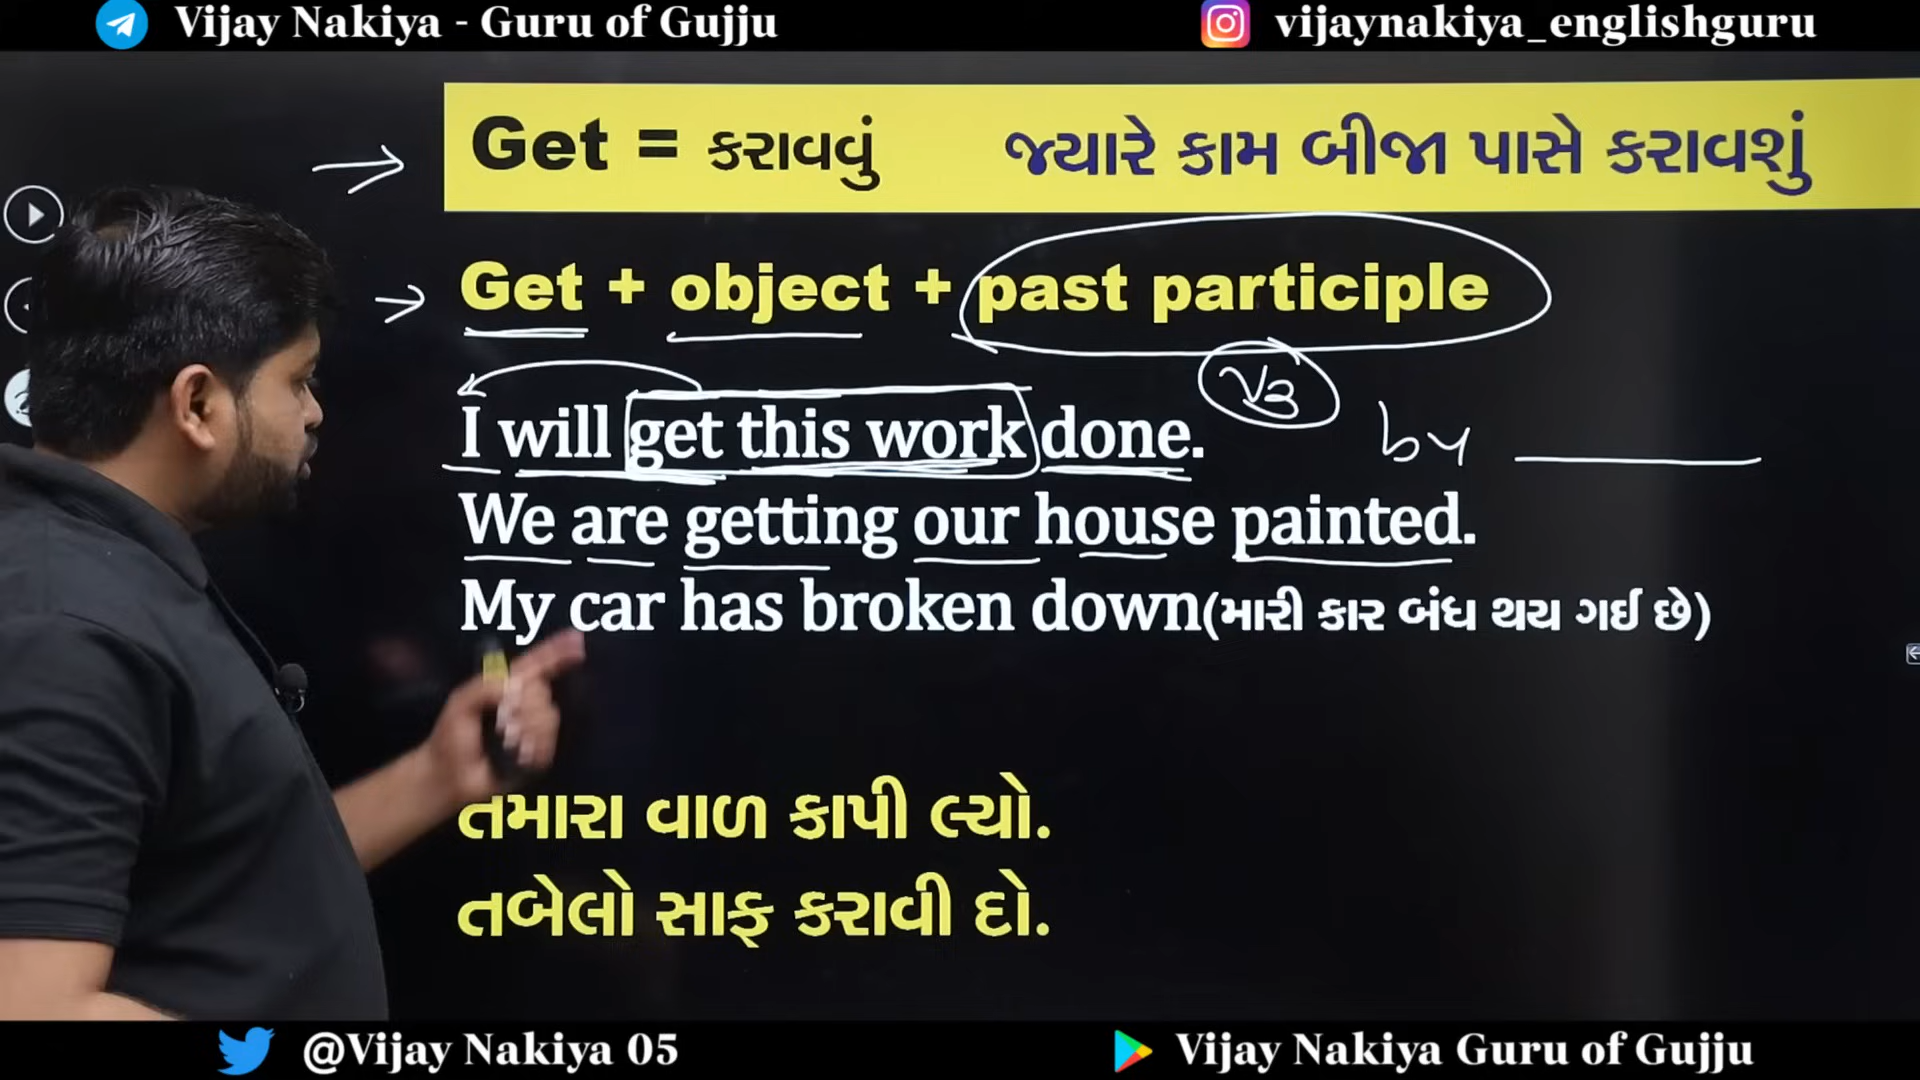 Vijay Nakiya - Guru of Gujju
vijaynakiya_englishguru
Get = કરાવવું જ્યારે કામ બીજા પાસે કરાવશું
Get + object + past participle
V3
I will get this work done. by
We are getting our house painted.
My car has broken down(મારી કાર બંધ થય ગઈ છે)
તમારા વાળ કાપી લ્યો.
તબેલો સાફ કરાવી દો.
@Vijay Nakiya 05
Vijay Nakiya Guru of Gujju